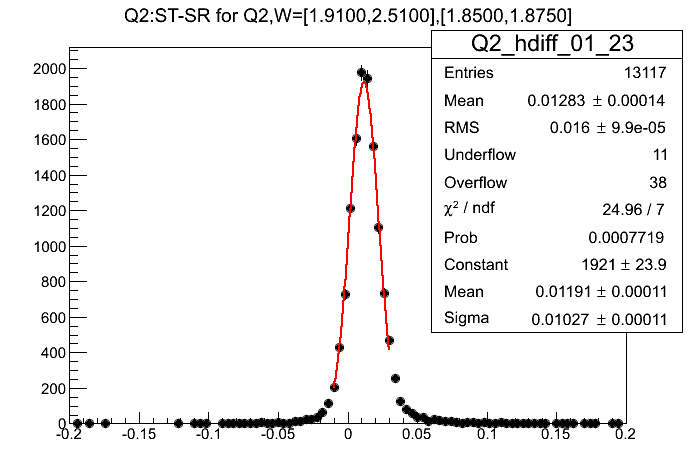 Q2:ST-SR for Q2,W=[1.9100,2.5100],[1.8500,1.8750]
Q2_hdiff_01_23
Entries 13117
Mean 0.01283 ± 0.00014
RMS 0.016 ± 9.9e-05
Underflow 11
Overflow 38
χ² / ndf 24.96 / 7
Prob 0.0007719
Constant 1921 ± 23.9
Mean 0.01191 ± 0.00011
Sigma 0.01027 ± 0.00011
2000
1800
1600
1400
1200
1000
800
600
400
200
0
-0.2 -0.15 -0.1 -0.05 0 0.05 0.1 0.15 0.2